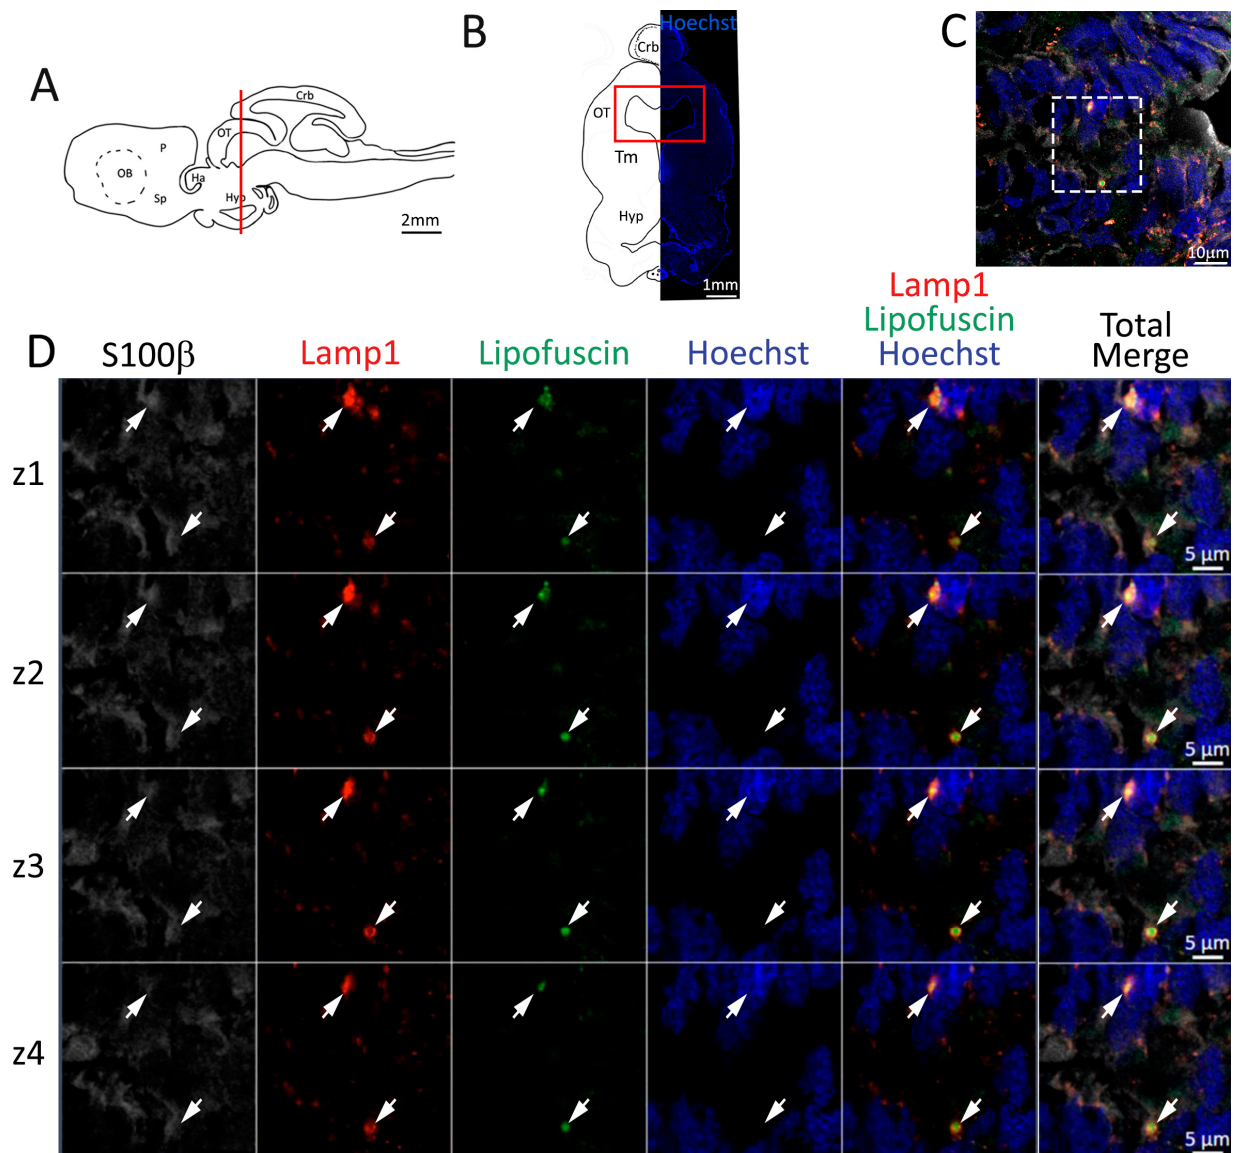 A
P
OB
Sp
Ha
OT
Crb
Hyp
2mm
B
Hoechst
Crb
OT
Tm
Hyp
1mm
C
10µm
D
S100β
Lamp1
Lipofuscin
Hoechst
Lamp1
Lipofuscin
Hoechst
Total
Merge
z1
5 µm
z2
5 µm
z3
5 µm
z4
5 µm